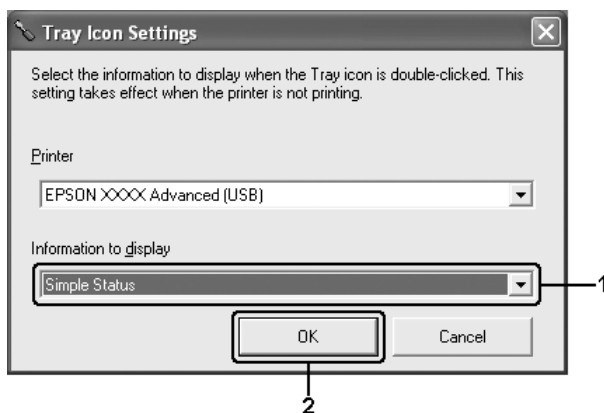 Tray Icon Settings
Select the information to display when the Tray icon is double-clicked. This
setting takes effect when the printer is not printing.
Printer
EPSON XXXX Advanced (USB)
Information to display
Simple Status
1
OK
Cancel
2